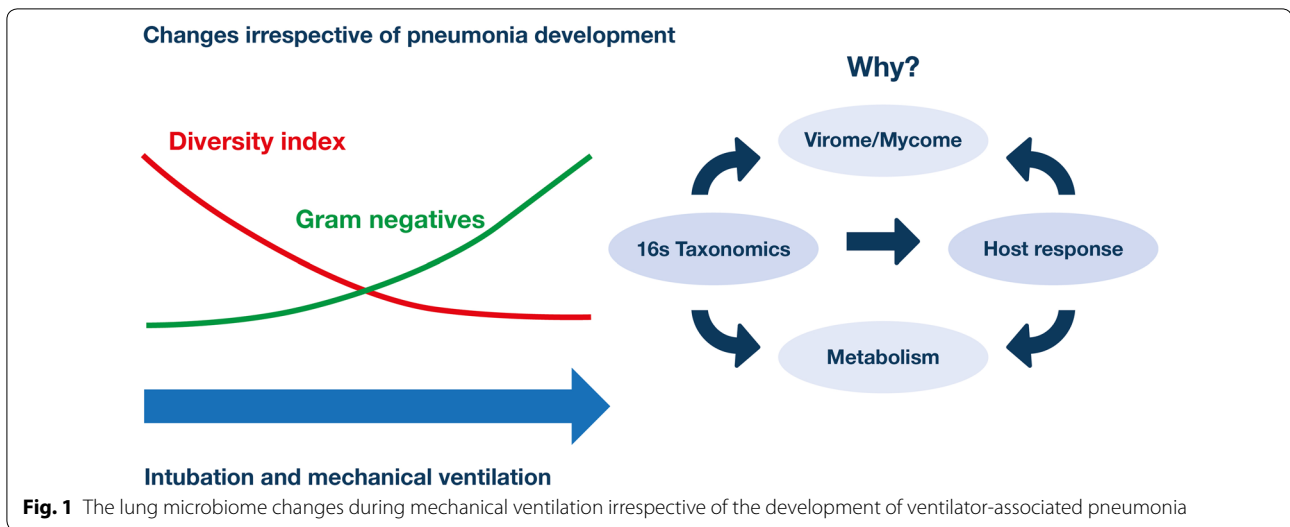 Changes irrespective of pneumonia development
Diversity index
Gram negatives
Intubation and mechanical ventilation
Why?
Virome/Mycome
16s Taxonomics
Host response
Metabolism
Fig. 1 The lung microbiome changes during mechanical ventilation irrespective of the development of ventilator-associated pneumonia